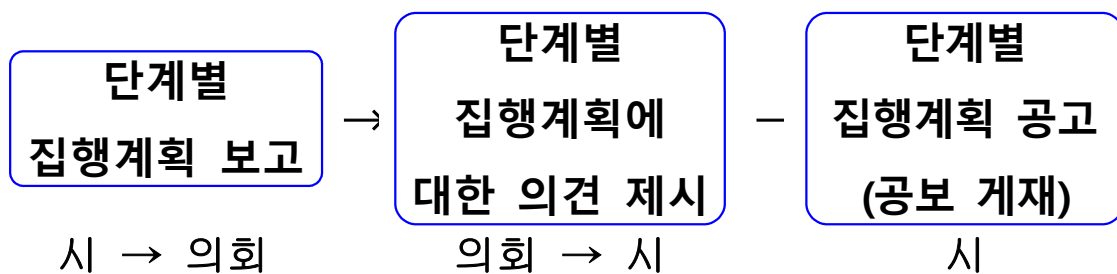 단계별
집행계획 보고
→
단계별
집행계획에
대한 의견 제시
－
단계별
집행계획 공고
(공보 게재)
시 → 의회
의회 → 시
시